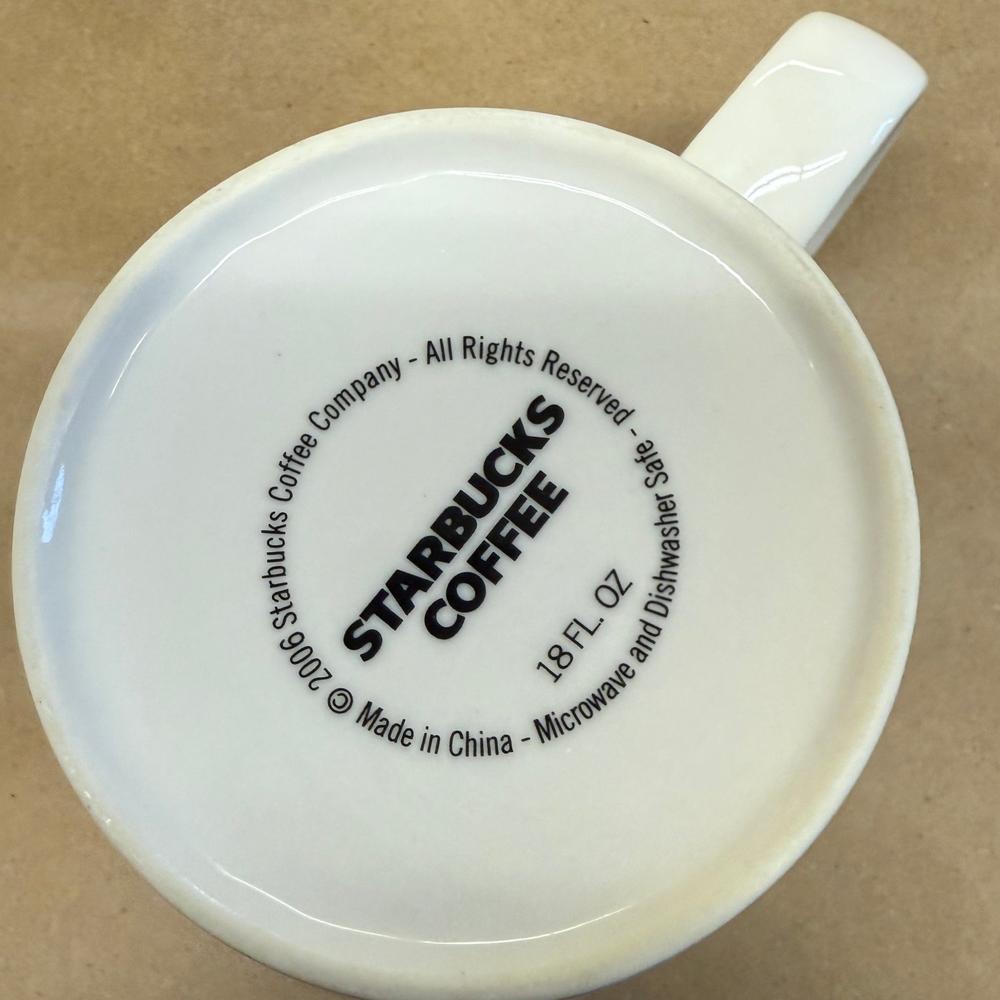 © 2006 Starbucks Coffee Company - All Rights Reserved -
STARBUCKS
COFFEE
18 FL. OZ
Made in China - Microwave and Dishwasher Safe -